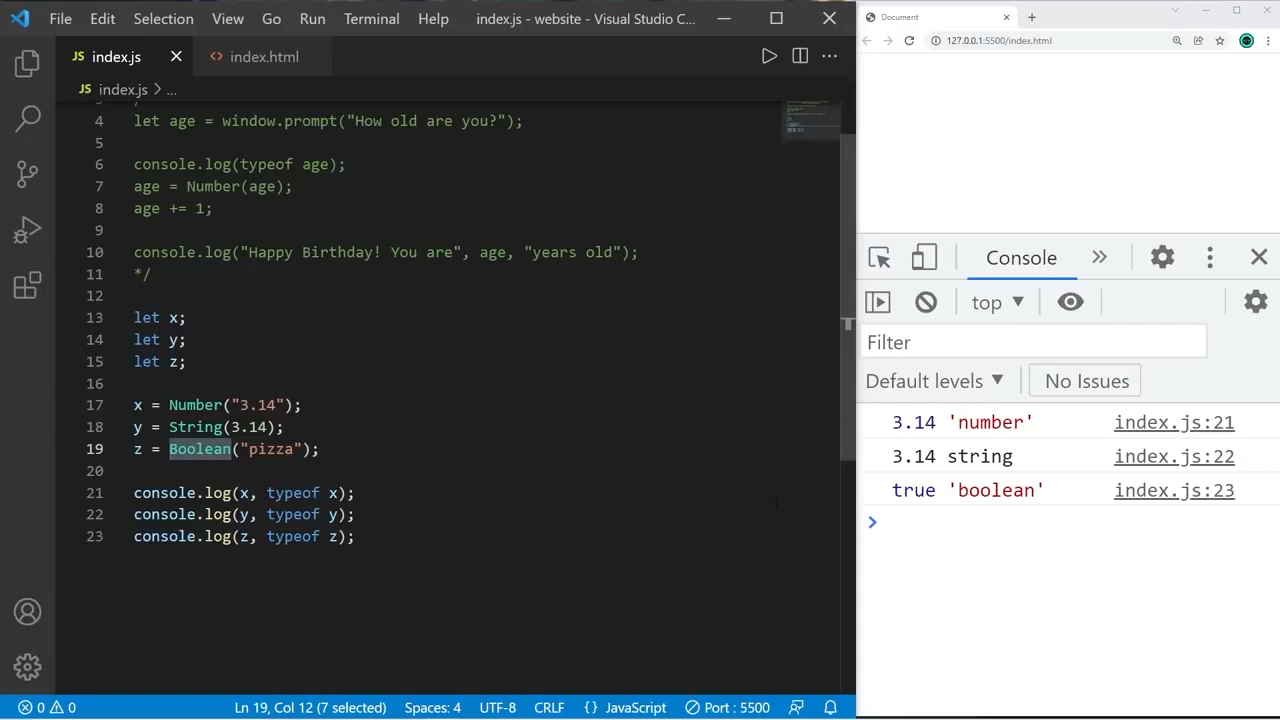 File Edit Selection View Go Run Terminal Help index.js - website - Visual Studio C...
JS index.js index.html
JS index.js > ...
4 let age = window.prompt("How old are you?");
5
6 console.log(typeof age);
7 age = Number(age);
8 age += 1;
9
10 console.log("Happy Birthday! You are", age, "years old");
11 */
12
13 let x;
14 let y;
15 let z;
16
17 x = Number("3.14");
18 y = String(3.14);
19 z = Boolean("pizza");
20
21 console.log(x, typeof x);
22 console.log(y, typeof y);
23 console.log(z, typeof z);
0 0 Ln 19, Col 12 (7 selected) Spaces: 4 UTF-8 CRLF {} JavaScript Port : 5500
Document
127.0.0.1:5500/index.html
Console
top
Filter
Default levels No Issues
3.14 'number' index.js:21
3.14 string index.js:22
true 'boolean' index.js:23